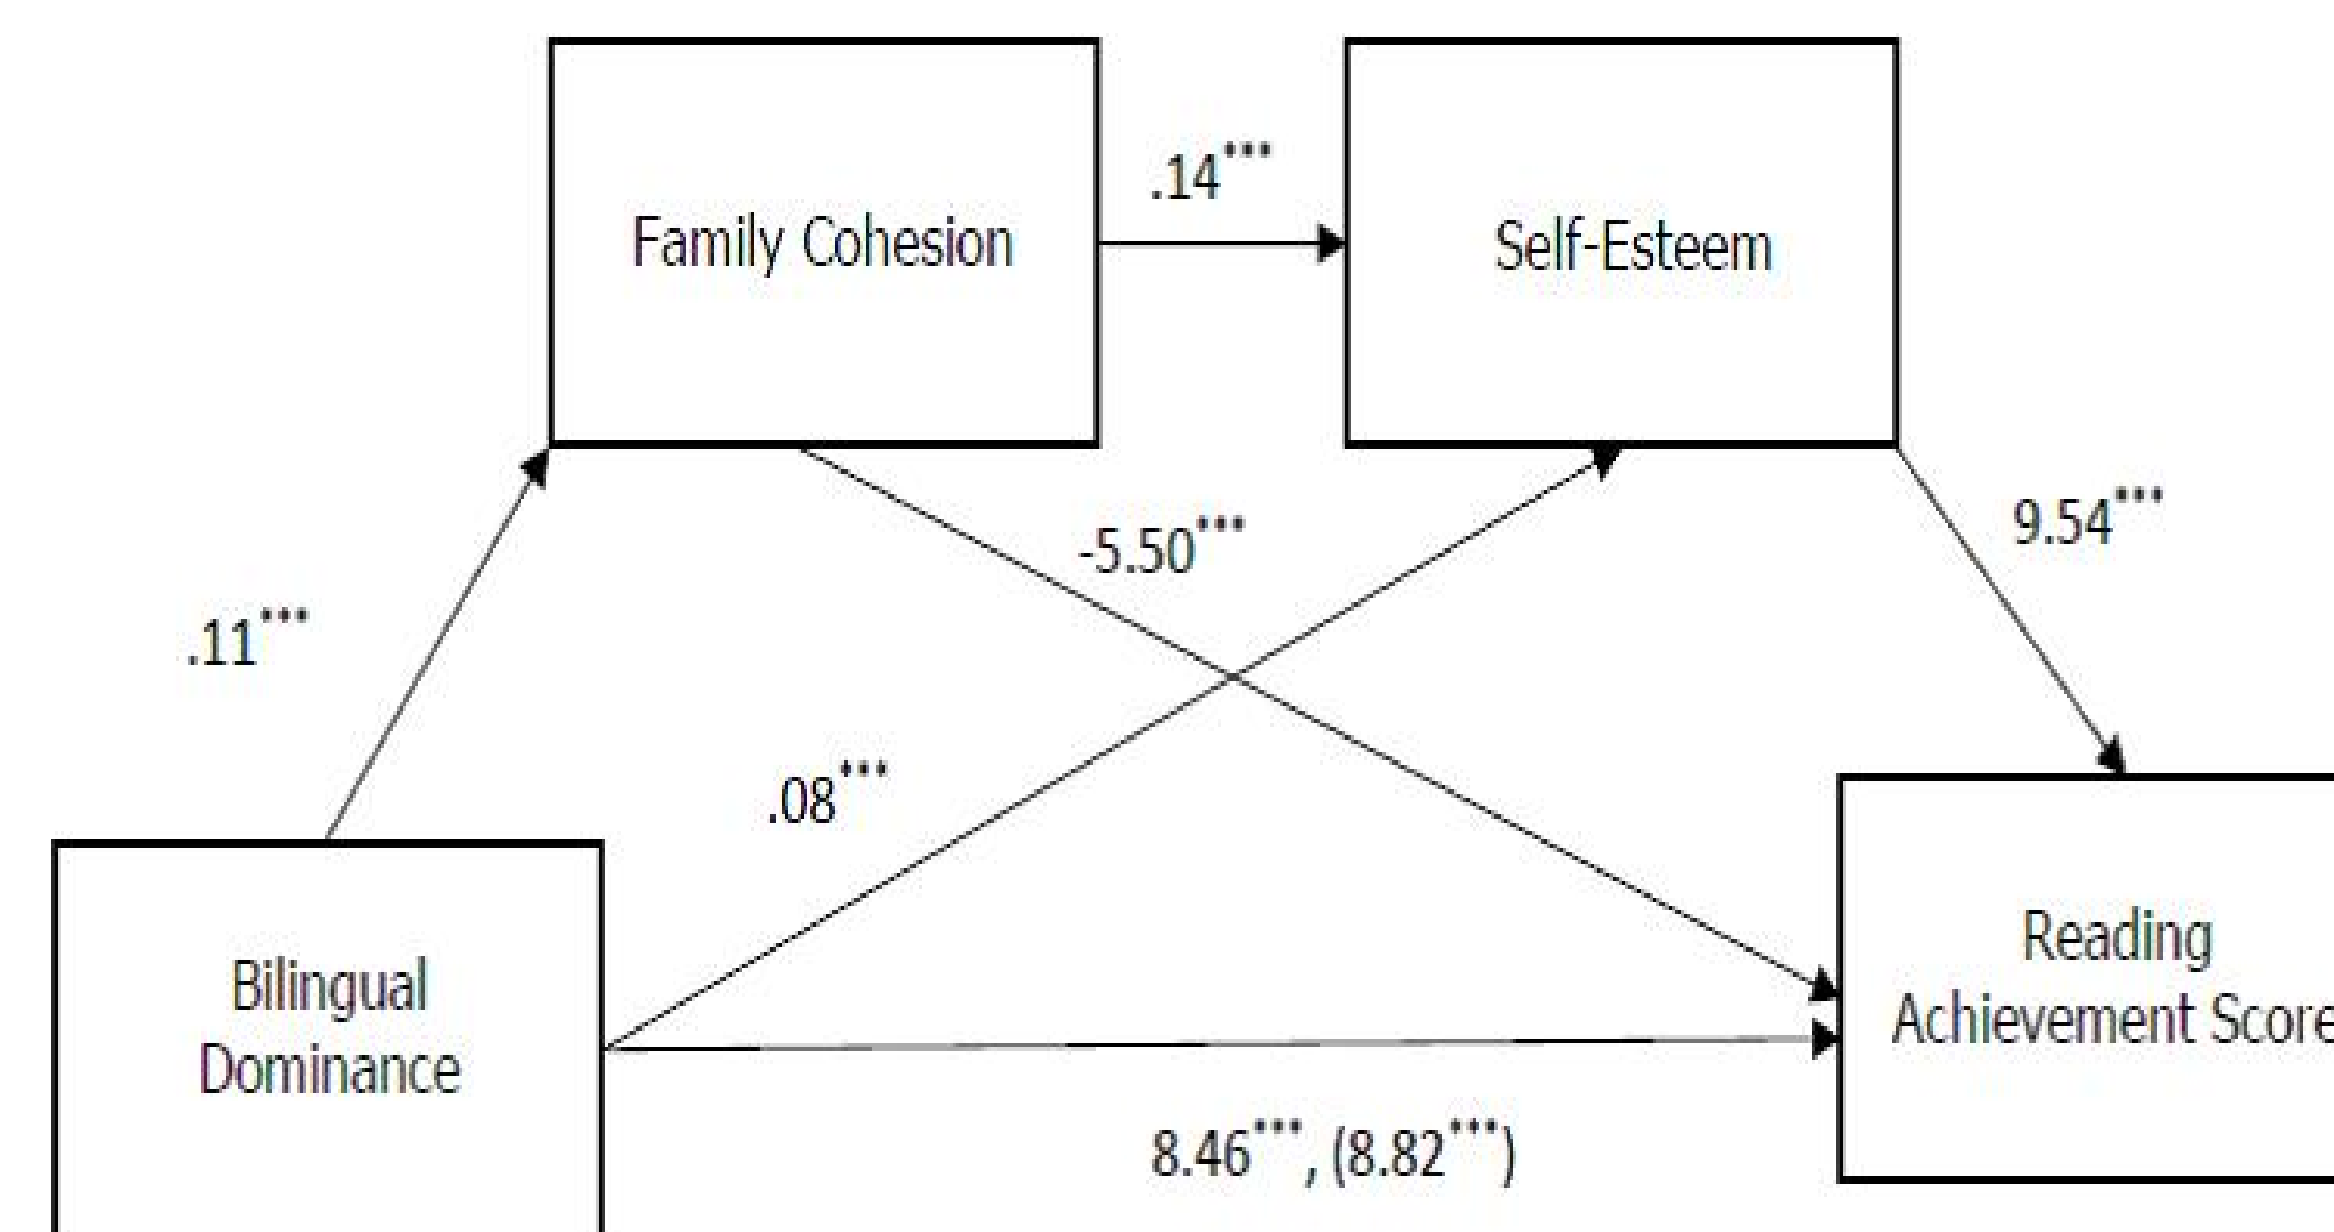 .14***
Family Cohesion
Self-Esteem
-5.50***
9.54***
.11***
.08***
Reading
Achievement Score
Bilingual
Dominance
8.46***, (8.82***)